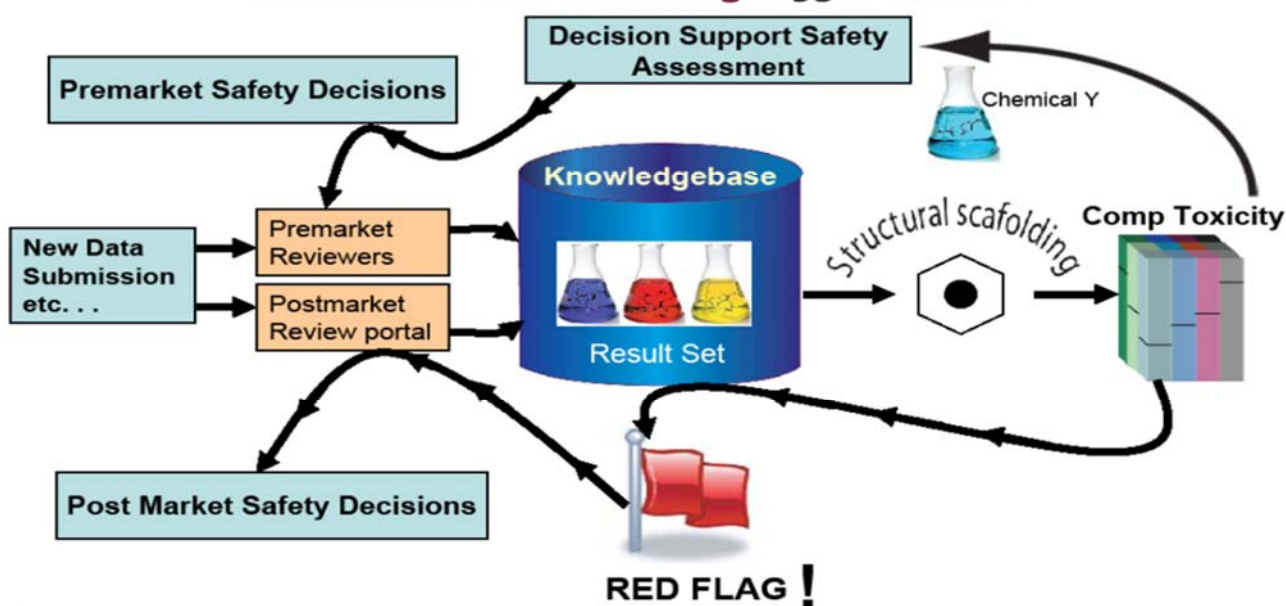 Decision Support Safety
Assessment
Premarket Safety Decisions
Chemical Y
Knowledgebase
Structural scafolding
Comp Toxicity
New Data
Submission
etc. . .
Premarket
Reviewers
Postmarket
Review portal
Result Set
Post Market Safety Decisions
RED FLAG !